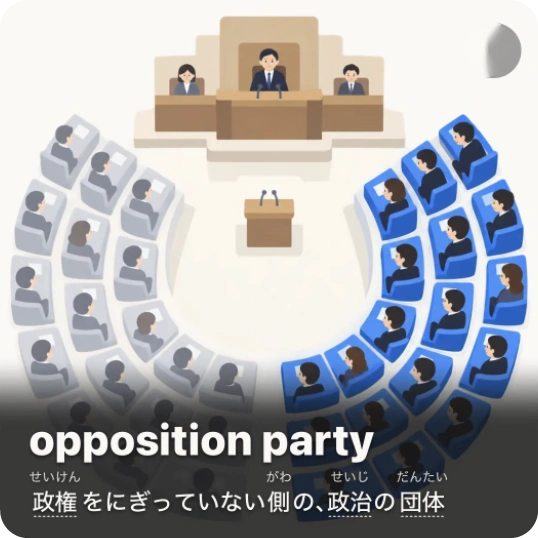 opposition party
せいけん がわ せいじ だんたい
政権をにぎっていない側の、政治の団体